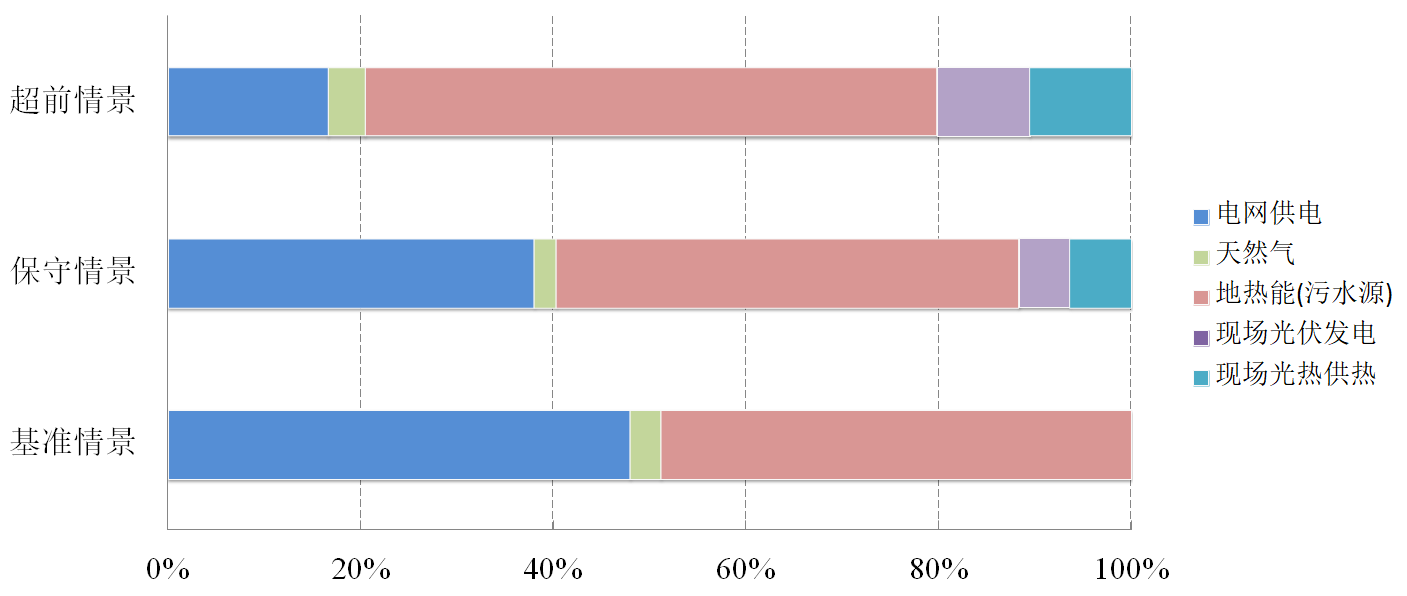 超前情景
保守情景
基准情景
0% 20% 40% 60% 80% 100%
电网供电
天然气
地热能(污水源)
现场光伏发电
现场光热供热